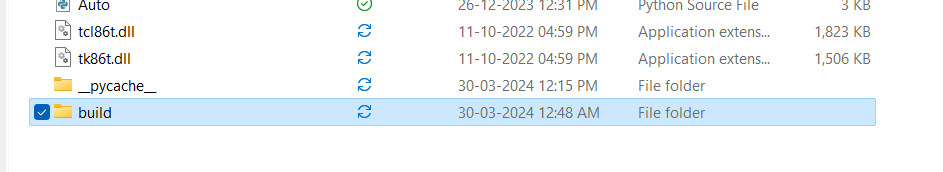 Auto 26-12-2023 12:31 PM Python Source File 3 KB
tcl86t.dll 11-10-2022 04:59 PM Application extens... 1,823 KB
tk86t.dll 11-10-2022 04:59 PM Application extens... 1,506 KB
__pycache__ 30-03-2024 12:15 PM File folder
build 30-03-2024 12:48 AM File folder